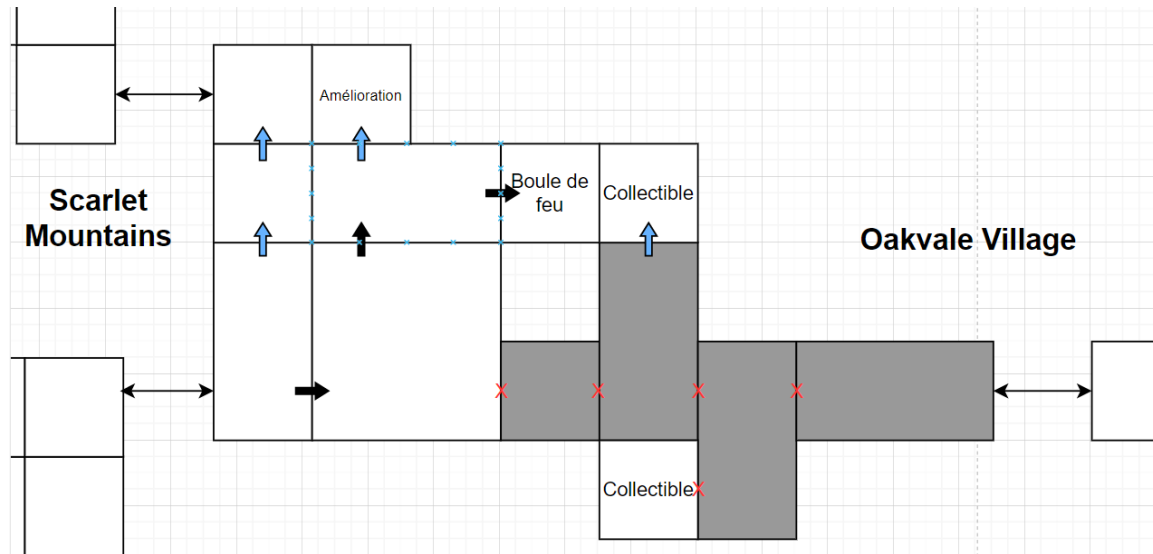 Amélioration
Scarlet
Mountains
Boule de
feu
Collectible
Oakvale Village
Collectible